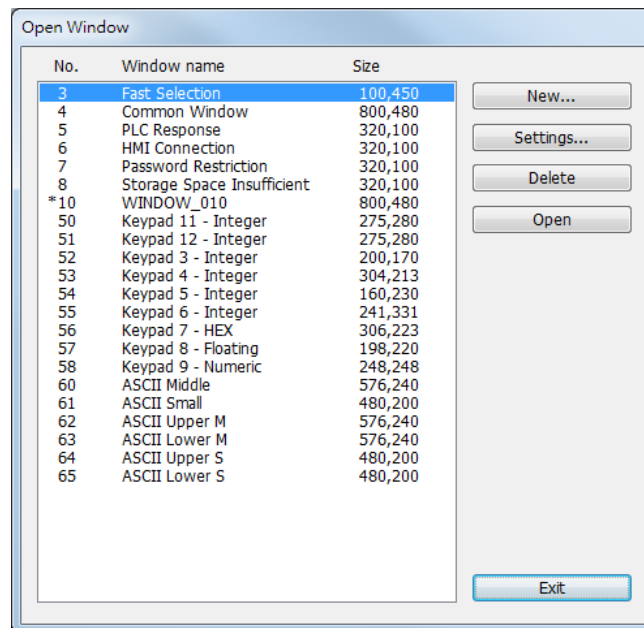 Open Window
No. Window name Size
3 Fast Selection 100,450
4 Common Window 800,480
5 PLC Response 320,100
6 HMI Connection 320,100
7 Password Restriction 320,100
8 Storage Space Insufficient 320,100
*10 WINDOW_010 800,480
50 Keypad 11 - Integer 275,280
51 Keypad 12 - Integer 275,280
52 Keypad 3 - Integer 200,170
53 Keypad 4 - Integer 304,213
54 Keypad 5 - Integer 160,230
55 Keypad 6 - Integer 241,331
56 Keypad 7 - HEX 306,223
57 Keypad 8 - Floating 198,220
58 Keypad 9 - Numeric 248,248
60 ASCII Middle 576,240
61 ASCII Small 480,200
62 ASCII Upper M 576,240
63 ASCII Lower M 576,240
64 ASCII Upper S 480,200
65 ASCII Lower S 480,200
New...
Settings...
Delete
Open
Exit